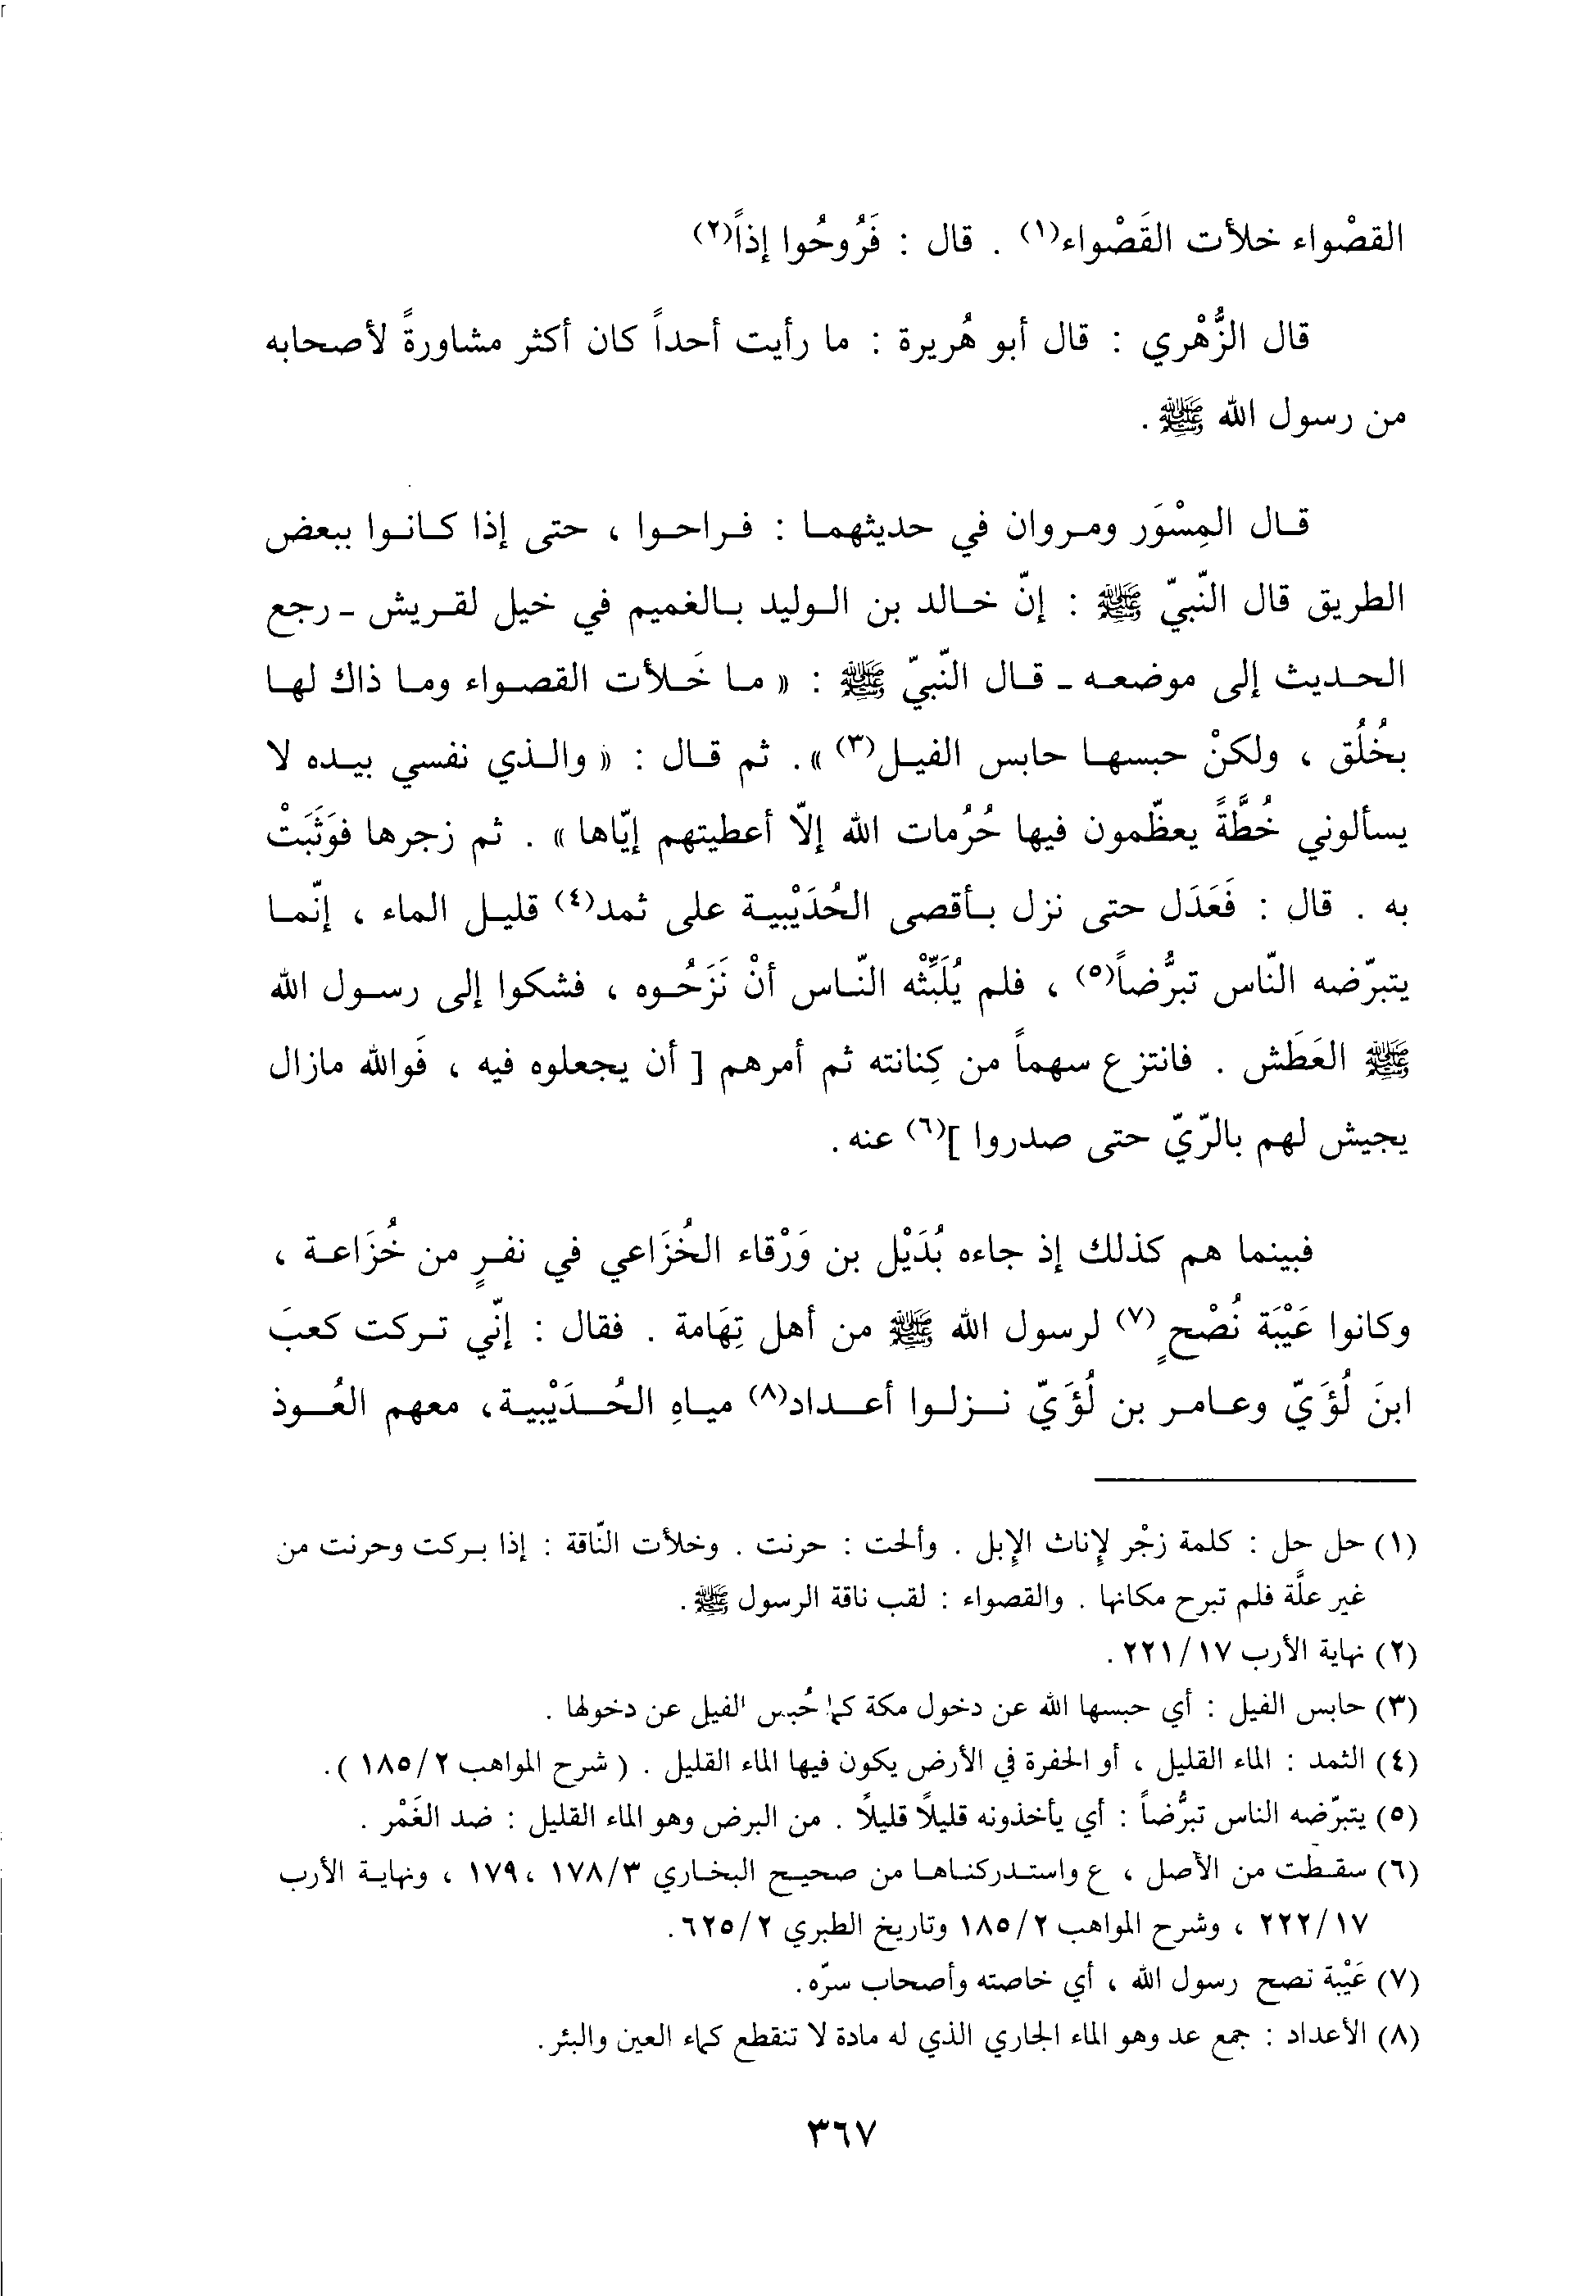 القصْواء خلأت القَصْواء(١) . قال : فَرُوحُوا إذاً(٢)
قال الزُّهْري : قال أبو هُريرة : ما رأيت أحداً كان أكثر مشاورةً لأصحابه
من رسول الله ﷺ .
قال المِسْوَر ومروان في حديثهما : فراحوا ، حتى إذا كانوا ببعض
الطريق قال النّبيّ ﷺ : إنّ خالد بن الوليد بالغميم في خيل لقريش - رجع
الحديث إلى موضعه - قال النّبيّ ﷺ : « ما خَلأت القصواء وما ذاك لها
بخُلُق ، ولكنْ حبسها حابس الفيل(٣) ». ثم قال : « والذي نفسي بيده لا
يسألوني خُطَّةً يعظّمون فيها حُرُمات الله إلاّ أعطيتهم إيّاها » . ثم زجرها فوَثَبَتْ
به . قال : فَعَدَل حتى نزل بأقصى الحُدَيْبية على ثمد(٤) قليل الماء ، إنّما
يتبرّضه النّاس تبرُّضاً(٥) ، فلم يُلَبِّثْه النّاس أنْ نَزَحُوه ، فشكوا إلى رسول الله
ﷺ العَطَش . فانتزع سهماً من كِنانته ثم أمرهم [ أن يجعلوه فيه ، فَوالله مازال
يجيش لهم بالرّيّ حتى صدروا ](٦) عنه .
فبينما هم كذلك إذ جاءه بُدَيْل بن وَرْقاء الخُزَاعي في نفرٍ من خُزَاعة ،
وكانوا عَيْبَة نُصْحٍ (٧) لرسول الله ﷺ من أهل تِهَامة . فقال : إنّي تركت كعبَ
ابنَ لُؤَيّ وعامر بن لُؤَيّ نزلوا أعداد(٨) مياهِ الحُدَيْبية، معهم العُوذ
(١) حل حل : كلمة زجْر لإناث الإبل . وألحت : حرنت . وخلأت النّاقة : إذا بركت وحرنت من
غير علَّة فلم تبرح مكانها . والقصواء : لقب ناقة الرسول ﷺ .
(٢) نهاية الأرب ٢٢١/١٧ .
(٣) حابس الفيل : أي حبسها الله عن دخول مكة كما حُبس الفيل عن دخولها .
(٤) الثمد : الماء القليل ، أو الحفرة في الأرض يكون فيها الماء القليل . ( شرح المواهب ١٨٥/٢ ).
(٥) يتبرّضه الناس تبرُّضاً : أي يأخذونه قليلًا قليلًا . من البرض وهو الماء القليل : ضد الغَمْر .
(٦) سقطت من الأصل ، ع واستدركناها من صحيح البخاري ١٧٨/٣ ،١٧٩ ، ونهاية الأرب
٢٢٢/١٧ ، وشرح المواهب ١٨٥/٢ وتاريخ الطبري ٦٢٥/٢.
(٧) عَيْبة نصح رسول الله ، أي خاصته وأصحاب سرّه.
(٨) الأعداد : جمع عد وهو الماء الجاري الذي له مادة لا تنقطع كماء العين والبئر.
٣٦٧